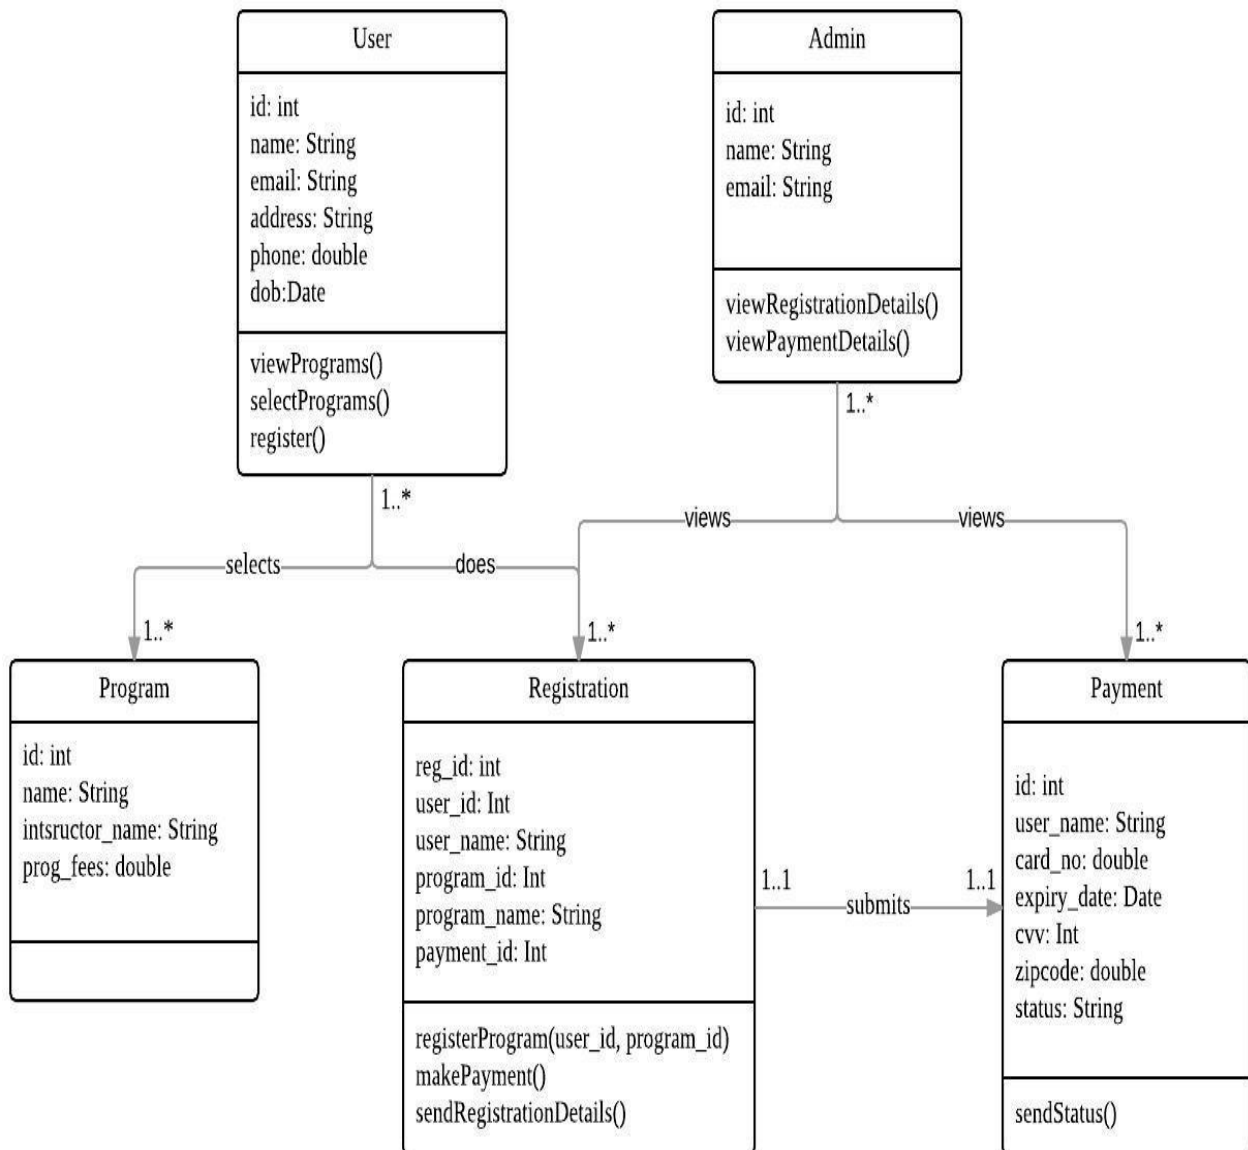 User
id: int
name: String
email: String
address: String
phone: double
dob:Date
viewPrograms()
selectPrograms()
register()
1..*
Admin
id: int
name: String
email: String
viewRegistrationDetails()
viewPaymentDetails()
1..*
views
views
selects
does
1..*
1..*
1..*
Program
id: int
name: String
intsructor_name: String
prog_fees: double
Registration
reg_id: int
user_id: Int
user_name: String
program_id: Int
program_name: String
payment_id: Int
registerProgram(user_id, program_id)
makePayment()
sendRegistrationDetails()
1..1
submits
1..1
Payment
id: int
user_name: String
card_no: double
expiry_date: Date
cvv: Int
zipcode: double
status: String
sendStatus()